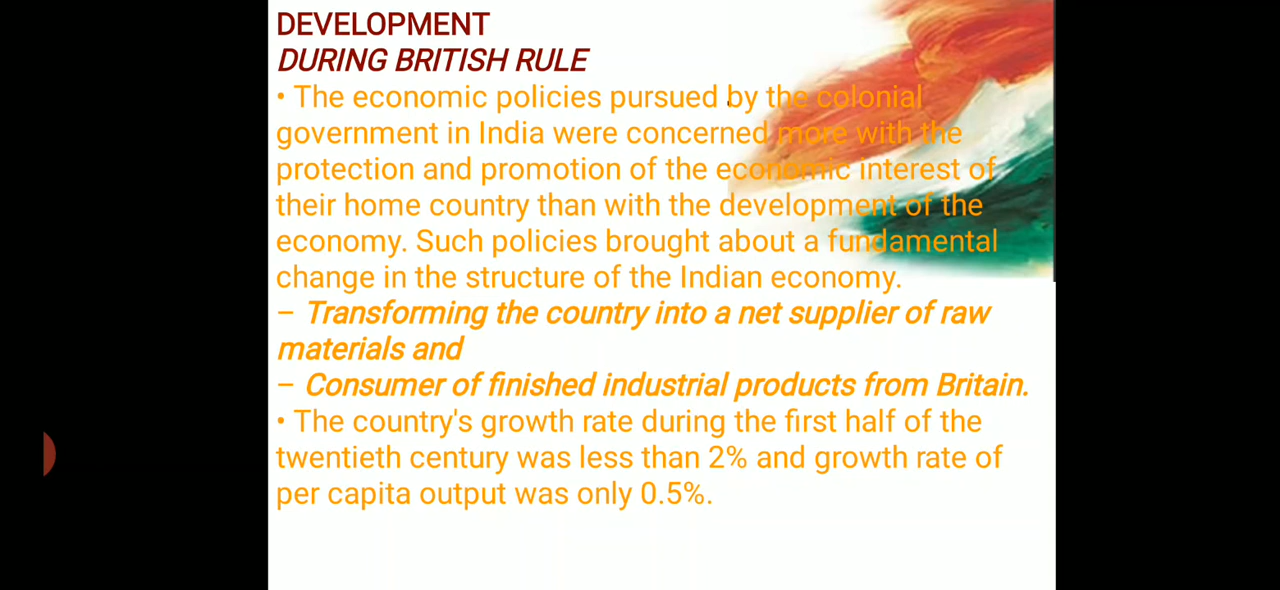 DEVELOPMENT
DURING BRITISH RULE
• The economic policies pursued by the colonial
government in India were concerned more with the
protection and promotion of the economic interest of
their home country than with the development of the
economy. Such policies brought about a fundamental
change in the structure of the Indian economy.
– Transforming the country into a net supplier of raw
materials and
– Consumer of finished industrial products from Britain.
• The country's growth rate during the first half of the
twentieth century was less than 2% and growth rate of
per capita output was only 0.5%.